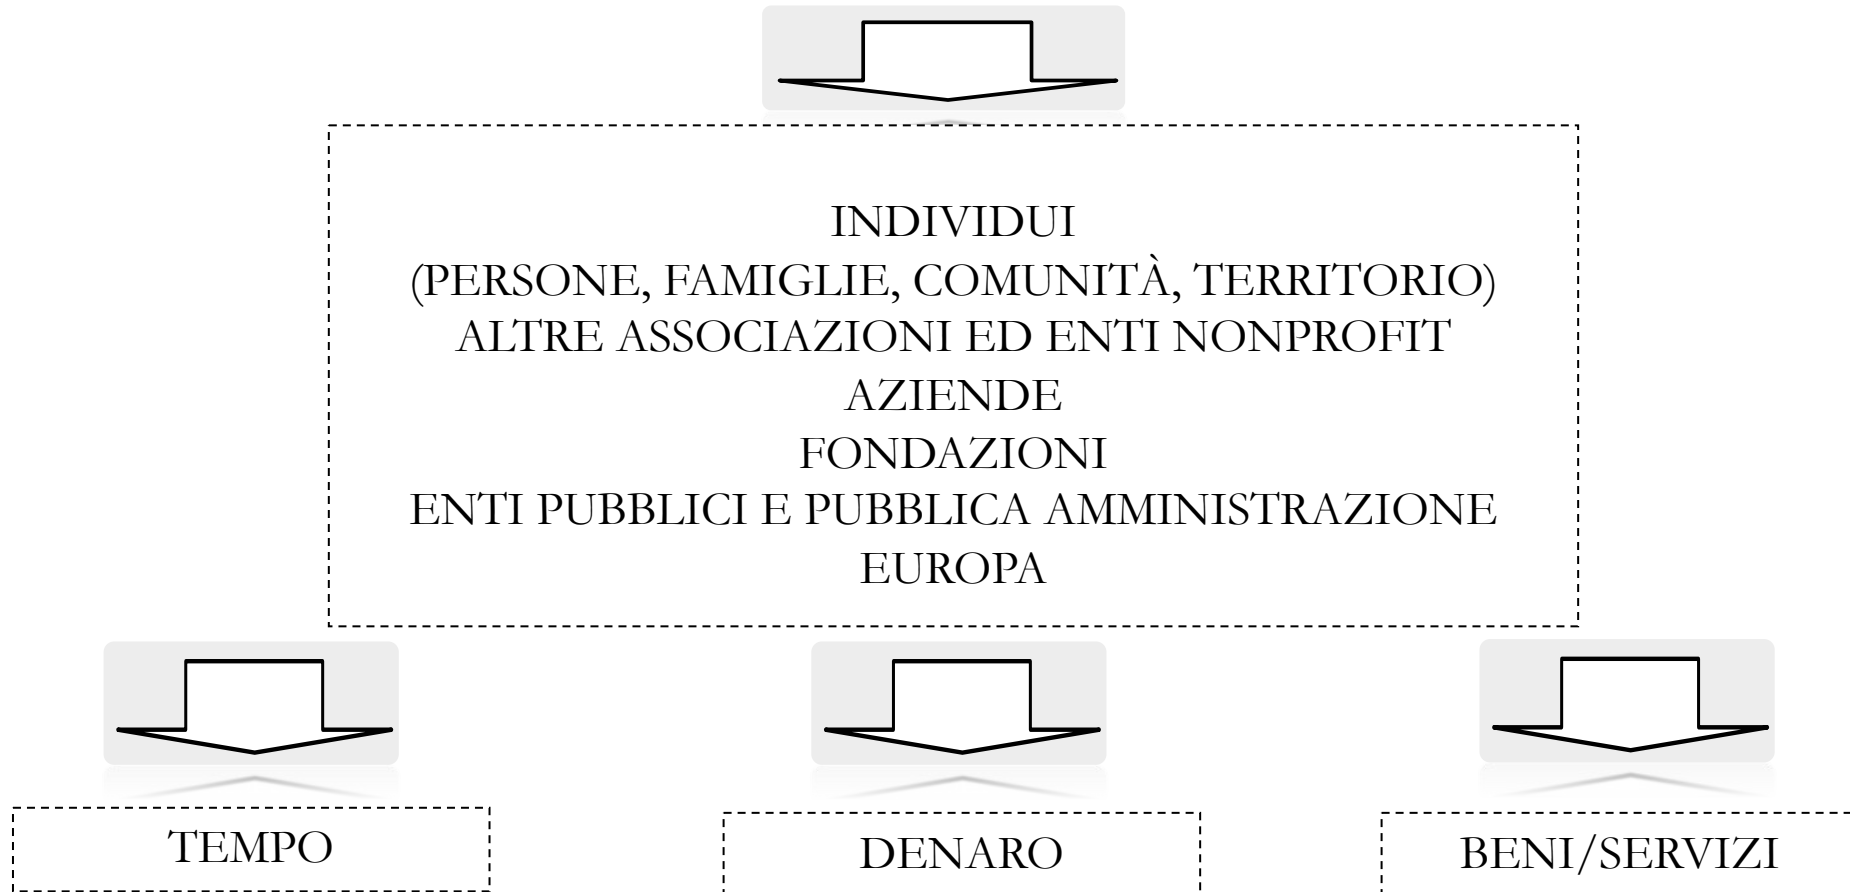 INDIVIDUI
(PERSONE, FAMIGLIE, COMUNITÀ, TERRITORIO)
ALTRE ASSOCIAZIONI ED ENTI NONPROFIT
AZIENDE
FONDAZIONI
ENTI PUBBLICI E PUBBLICA AMMINISTRAZIONE
EUROPA
TEMPO
DENARO
BENI/SERVIZI